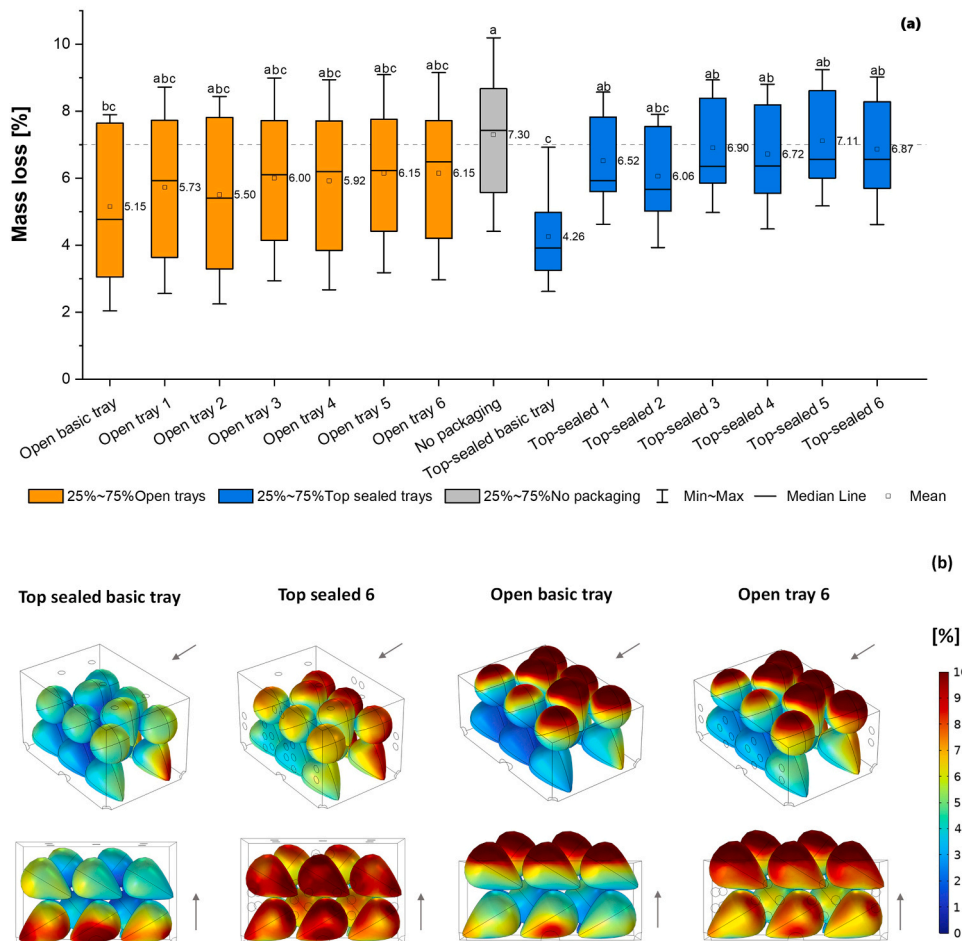 (a)
Mass loss [%]
10
8
6
4
2
0
bc
abc
abc
abc
abc
abc
abc
a
c
ab
abc
ab
ab
ab
ab
5.15
5.73
5.50
6.00
5.92
6.15
6.15
7.30
4.26
6.52
6.06
6.90
6.72
7.11
6.87
Open basic tray
Open tray 1
Open tray 2
Open tray 3
Open tray 4
Open tray 5
Open tray 6
No packaging
Top-sealed basic tray
Top-sealed 1
Top-sealed 2
Top-sealed 3
Top-sealed 4
Top-sealed 5
Top-sealed 6
25%~75%Open trays 25%~75%Top sealed trays 25%~75%No packaging Min~Max Median Line Mean
(b)
Top sealed basic tray Top sealed 6 Open basic tray Open tray 6
[%]
10
9
8
7
6
5
4
3
2
1
0